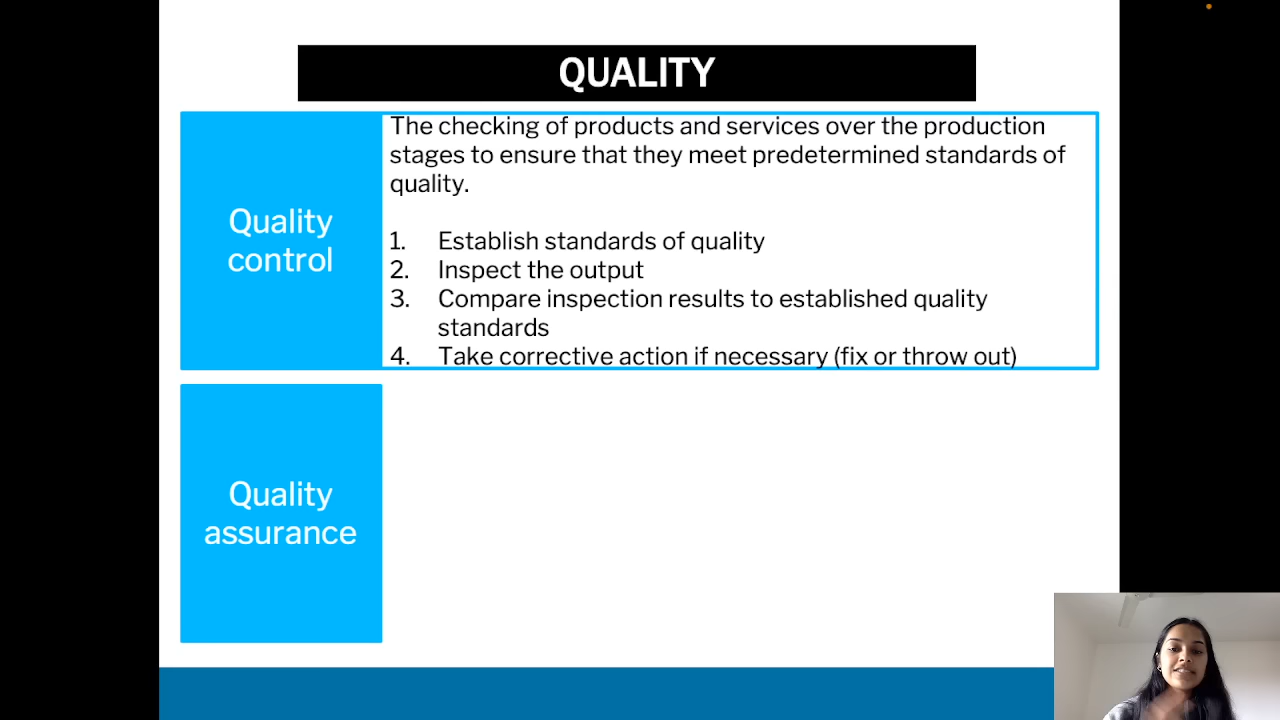 QUALITY
Quality
control
The checking of products and services over the production
stages to ensure that they meet predetermined standards of
quality.
1. Establish standards of quality
2. Inspect the output
3. Compare inspection results to established quality
standards
4. Take corrective action if necessary (fix or throw out)
Quality
assurance